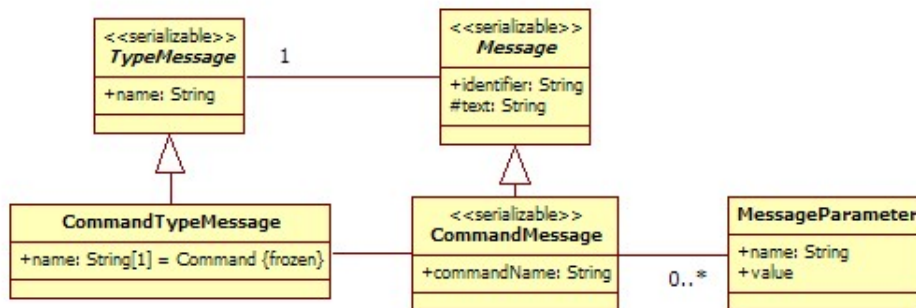 <<serializable>>
TypeMessage
+name: String
1
<<serializable>>
Message
+identifier: String
#text: String
CommandTypeMessage
+name: String[1] = Command {frozen}
<<serializable>>
CommandMessage
+commandName: String
0..*
MessageParameter
+name: String
+value